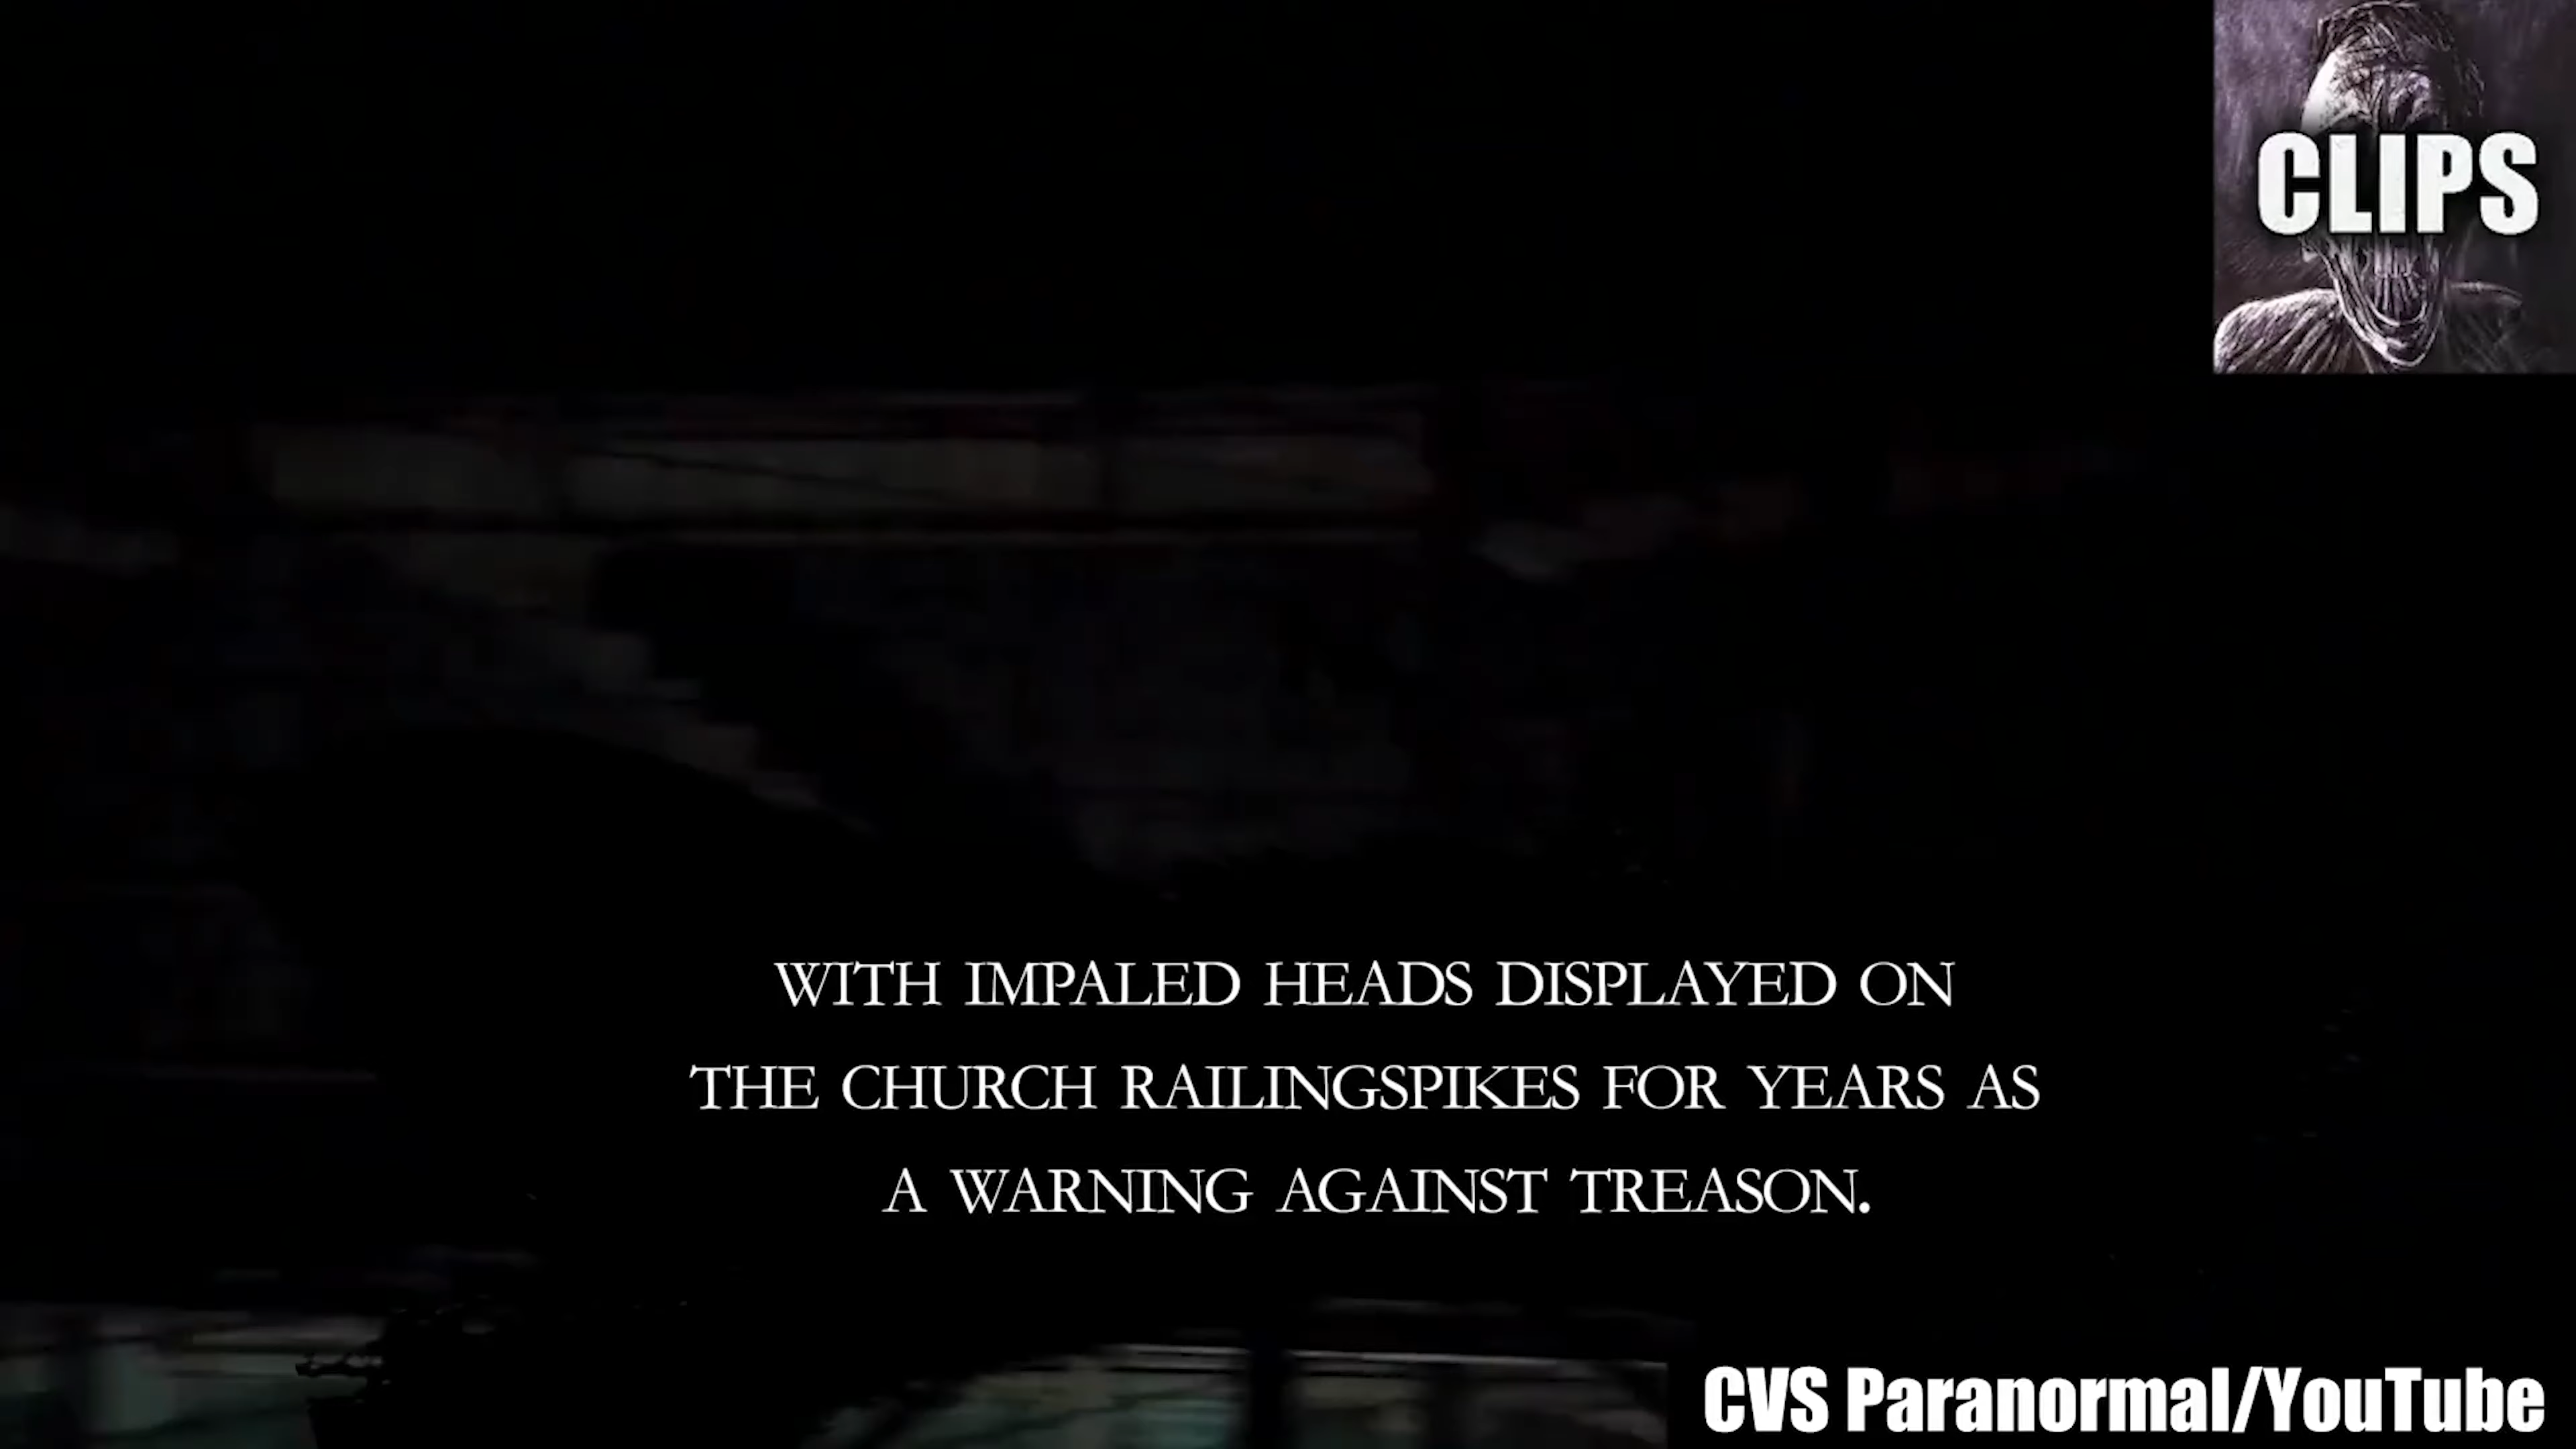 CLIPS
WITH IMPALED HEADS DISPLAYED ON
THE CHURCH RAILINGSPIKES FOR YEARS AS
A WARNING AGAINST TREASON.
CVS Paranormal/YouTube